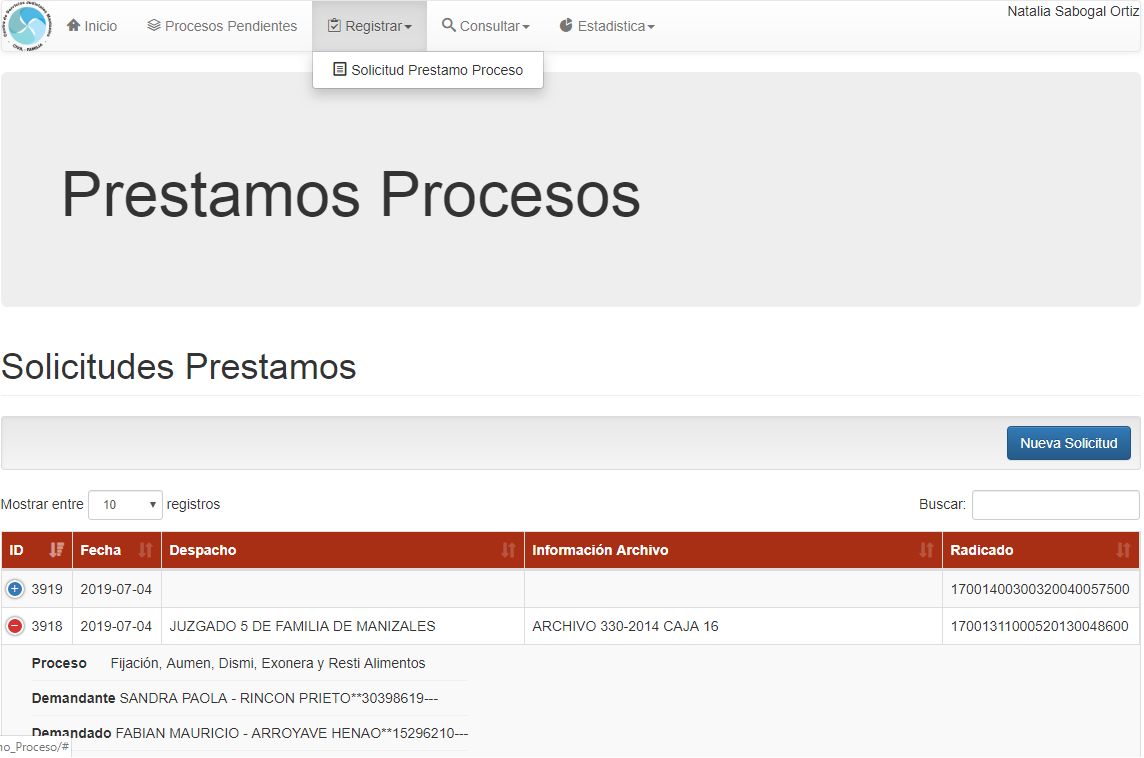 Natalia Sabogal Ortiz
Inicio Procesos Pendientes Registrar Consultar Estadistica
CIVIL - FAMILIA
Solicitud Prestamo Proceso
Prestamos Procesos
Solicitudes Prestamos
Nueva Solicitud
Mostrar entre 10 registros Buscar:
ID Fecha Despacho Información Archivo Radicado
3919 2019-07-04 17001400300320040057500
3918 2019-07-04 JUZGADO 5 DE FAMILIA DE MANIZALES ARCHIVO 330-2014 CAJA 16 17001311000520130048600
Proceso Fijación, Aumen, Dismi, Exonera y Resti Alimentos
Demandante SANDRA PAOLA - RINCON PRIETO**30398619---
Demandado FABIAN MAURICIO - ARROYAVE HENAO**15296210---
no_Proceso/#